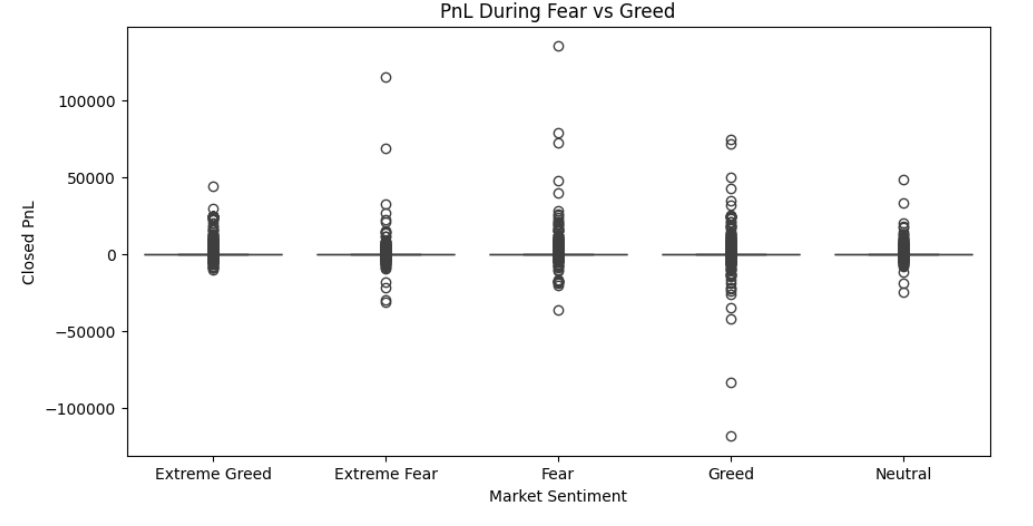 PnL During Fear vs Greed
100000
50000
0
−50000
−100000
Closed PnL
Extreme Greed Extreme Fear Fear Greed Neutral
Market Sentiment